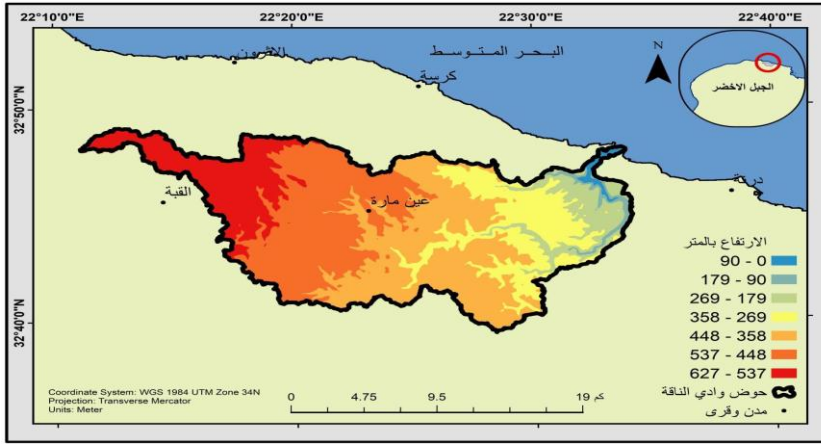 22°10'0"E
22°20'0"E
22°30'0"E
22°40'0"E
32°50'0"N
32°40'0"N
البحر المتوسط
الاثرون
كرسة
N
الجبل الاخضر
درنة
القبة
عين مارة
الارتفاع بالمتر
90 - 0
179 - 90
269 - 179
358 - 269
448 - 358
537 - 448
627 - 537
حوض وادي الناقة
مدن وقرى
Coordinate System: WGS 1984 UTM Zone 34N
Projection: Transverse Mercator
Units: Meter
0 4.75 9.5 19 كم